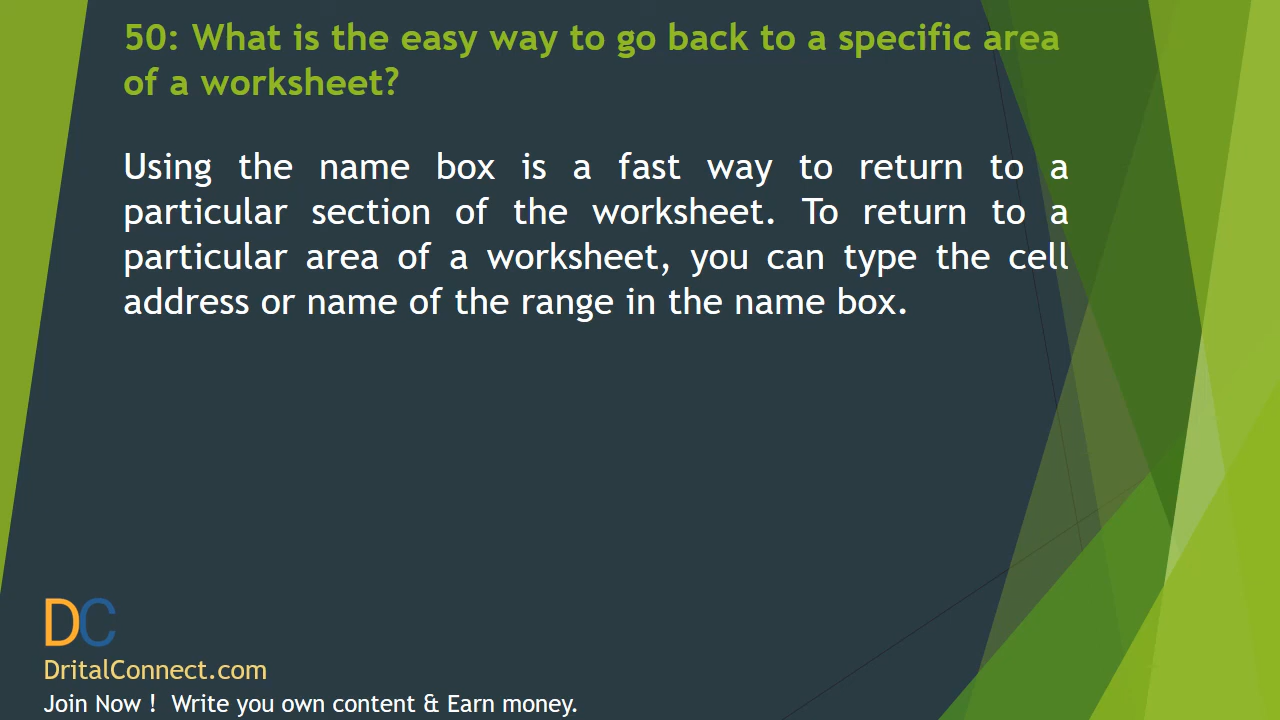 50: What is the easy way to go back to a specific area
of a worksheet?
Using the name box is a fast way to return to a
particular section of the worksheet. To return to a
particular area of a worksheet, you can type the cell
address or name of the range in the name box.
DC
DritalConnect.com
Join Now ! Write you own content & Earn money.